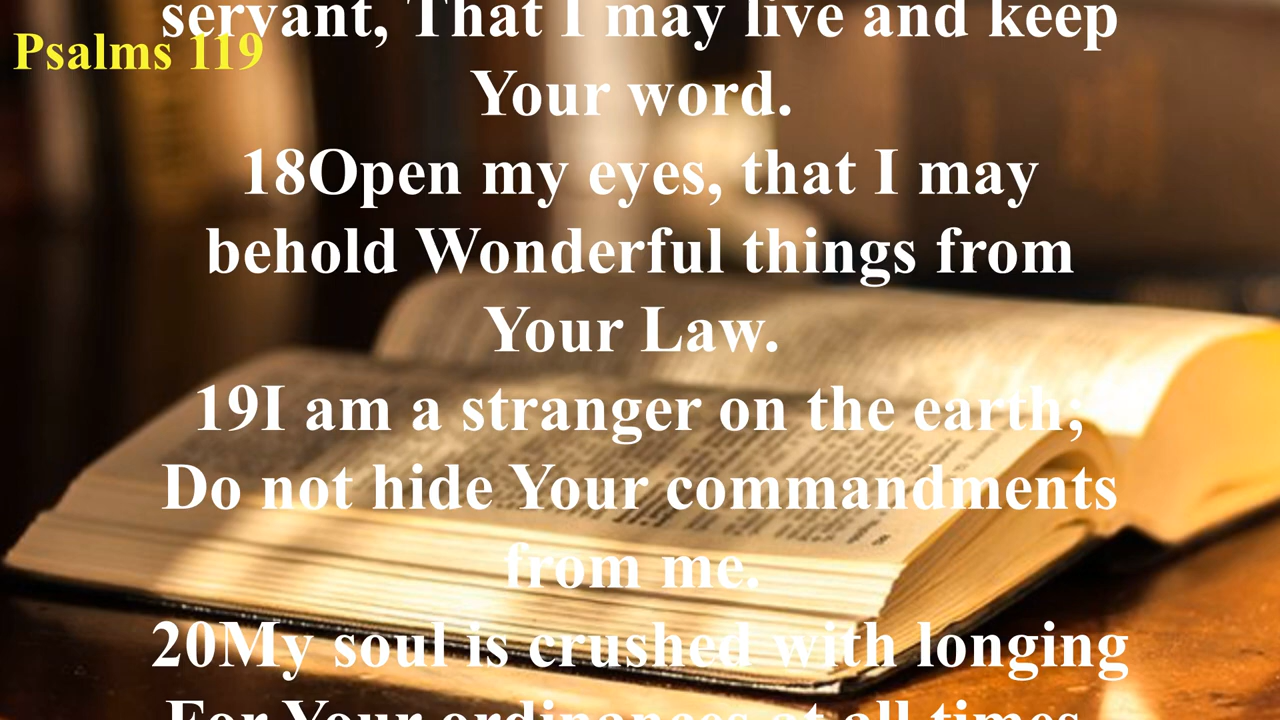 Psalms 119
servant, That I may live and keep
Your word.
18Open my eyes, that I may
behold Wonderful things from
Your Law.
19I am a stranger on the earth;
Do not hide Your commandments
from me.
20My soul is crushed with longing
For Your ordinances at all times.